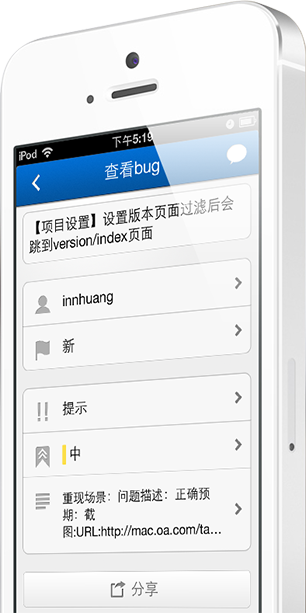 iPod 下午5:19
查看bug
【项目设置】设置版本页面过滤后会
跳到version/index页面
innhuang
新
提示
中
重现场景：问题描述：正确预
期：截
图:URL:http://mac.oa.com/ta...
分享